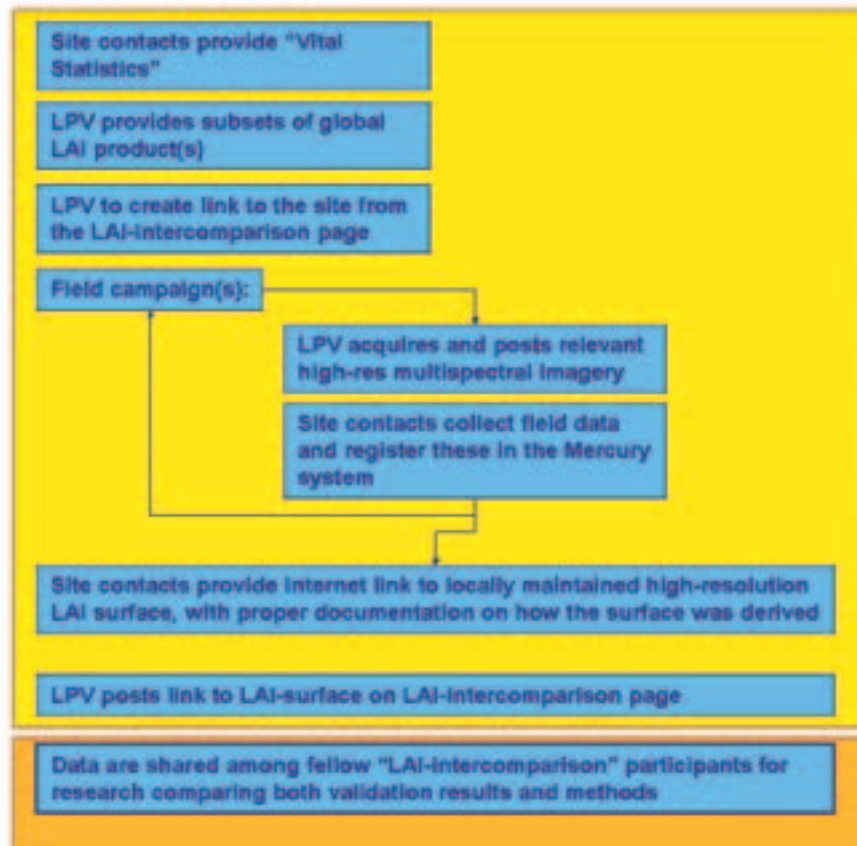 Site contacts provide “Vital
Statistics”
LPV provides subsets of global
LAI product(s)
LPV to create link to the site from
the LAI-intercomparison page
Field campaign(s):
LPV acquires and posts relevant
high-res multispectral imagery
Site contacts collect field data
and register these in the Mercury
system
Site contacts provide Internet link to locally maintained high-resolution
LAI surface, with proper documentation on how the surface was derived
LPV posts link to LAI-surface on LAI-intercomparison page
Data are shared among fellow “LAI-intercomparison” participants for
research comparing both validation results and methods